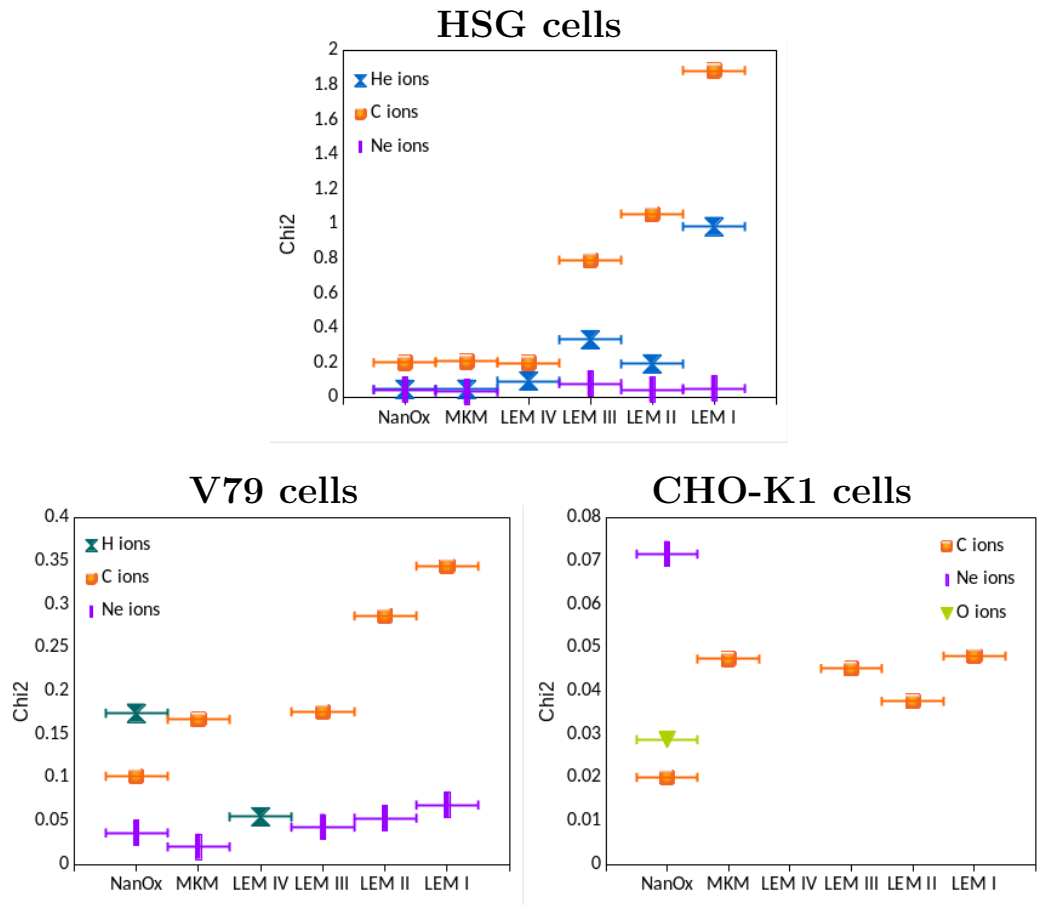 HSG cells
2
He ions
1.8
C ions
1.6
Ne ions
1.4
1.2
1
Chi2
0.8
0.6
0.4
0.2
0
NanOx MKM LEM IV LEM III LEM II LEM I
V79 cells
0.4
H ions
0.35
C ions
0.3
Ne ions
0.25
0.2
Chi2
0.15
0.1
0.05
0
NanOx MKM LEM IV LEM III LEM II LEM I
CHO-K1 cells
0.08
C ions
0.07
Ne ions
0.06
O ions
0.05
0.04
Chi2
0.03
0.02
0.01
0
NanOx MKM LEM IV LEM III LEM II LEM I